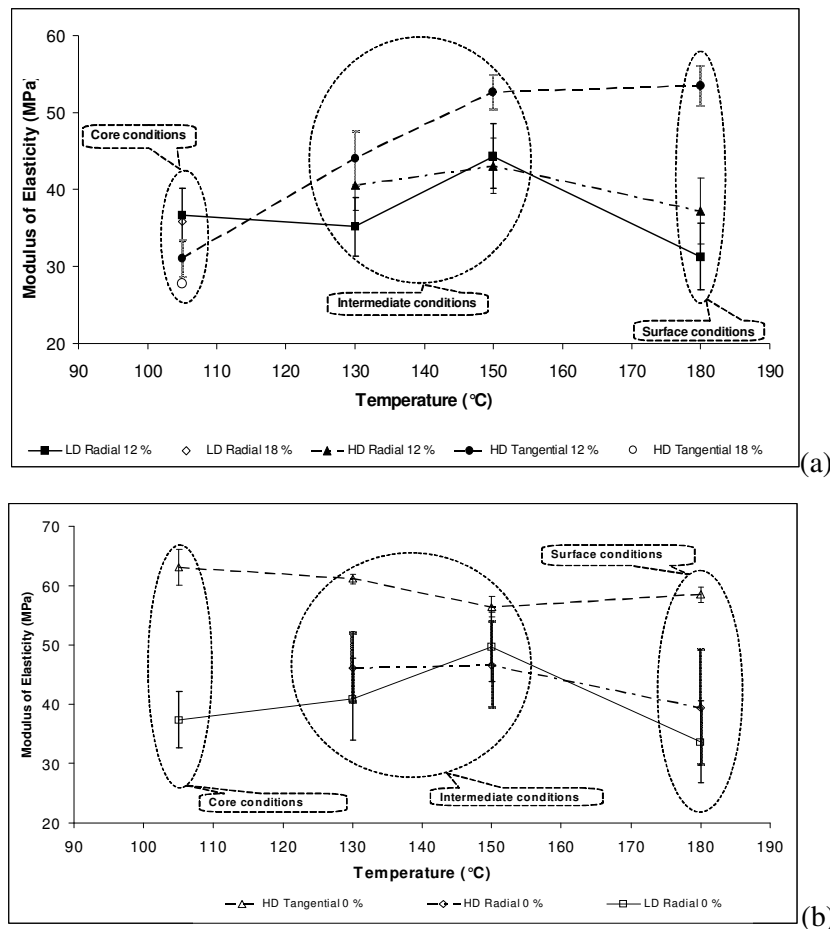 60
50
40
30
20
Modulus of Elasticity (MPa)
Core conditions
Intermediate conditions
Surface conditions
90 100 110 120 130 140 150 160 170 180 190
Temperature (°C)
LD Radial 12 % LD Radial 18 % HD Radial 12% HD Tangential 12 % HD Tangential 18 %
(a)
70
60
50
40
30
20
Modulus of Elasticity (MPa)
Surface conditions
Core conditions
Intermediate conditions
90 100 110 120 130 140 150 160 170 180 190
Temperature (°C)
HD Tangential 0 % HD Radial 0 % LD Radial 0 %
(b)